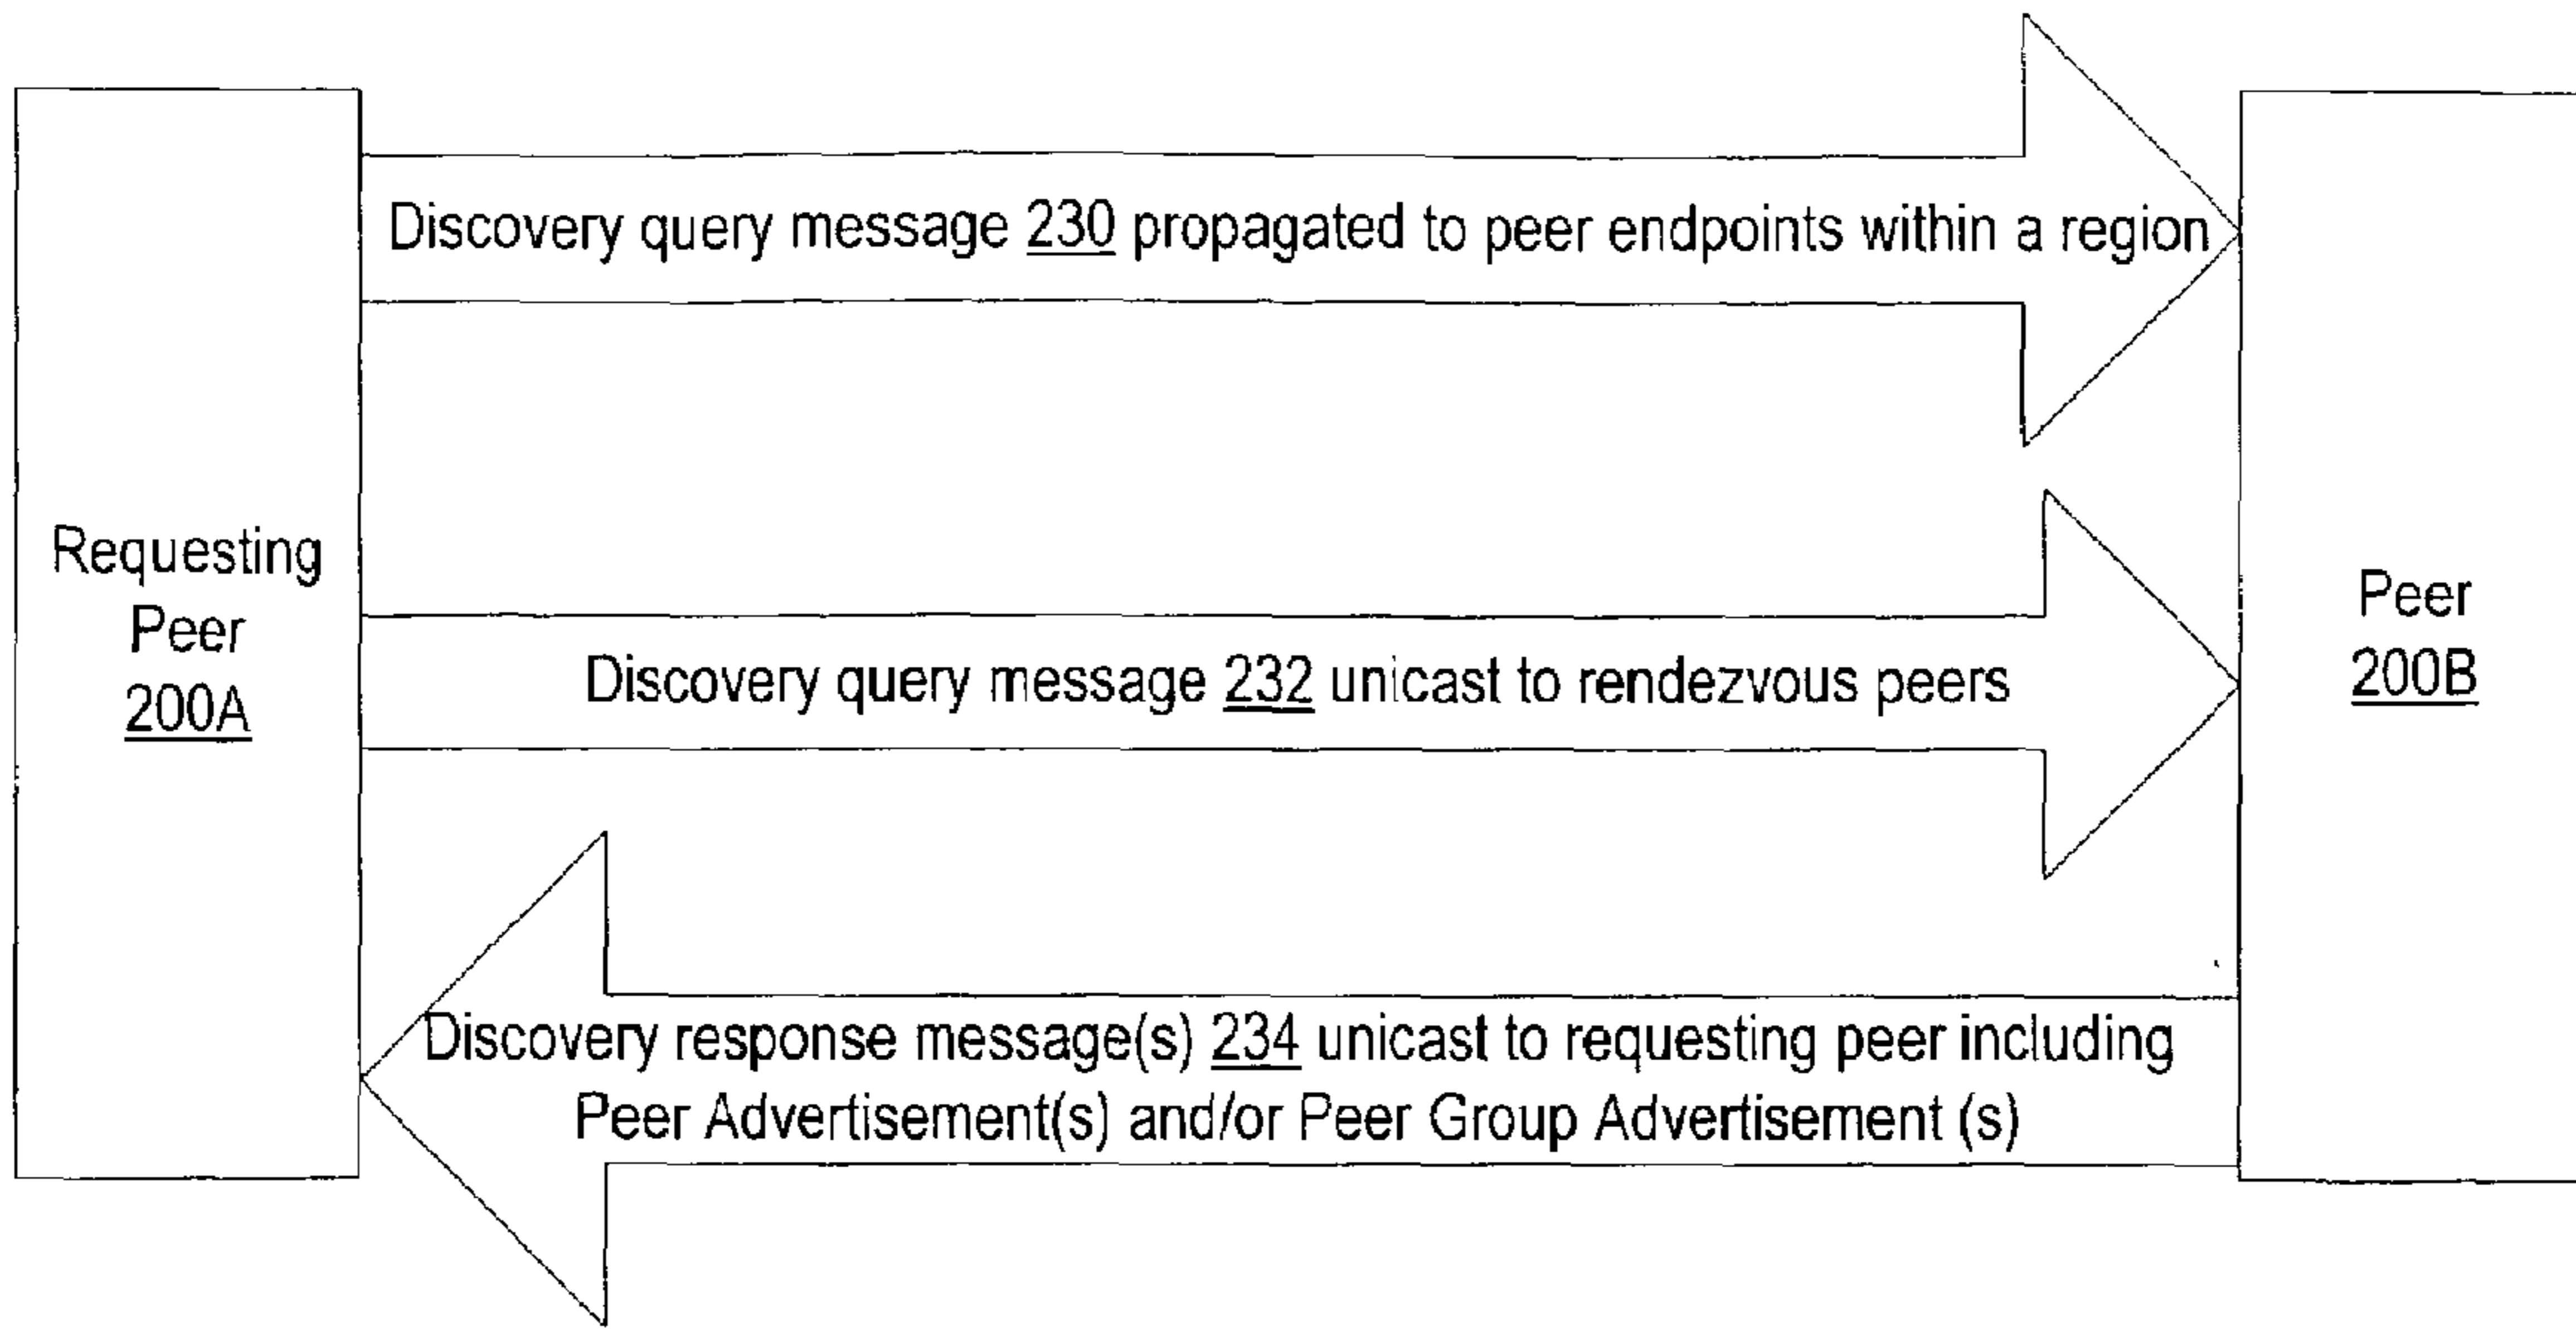 Discovery query message 230 propagated to peer endpoints within a region
Requesting
Peer
200A
Discovery query message 232 unicast to rendezvous peers
Peer
200B
Discovery response message(s) 234 unicast to requesting peer including
Peer Advertisement(s) and/or Peer Group Advertisement (s)